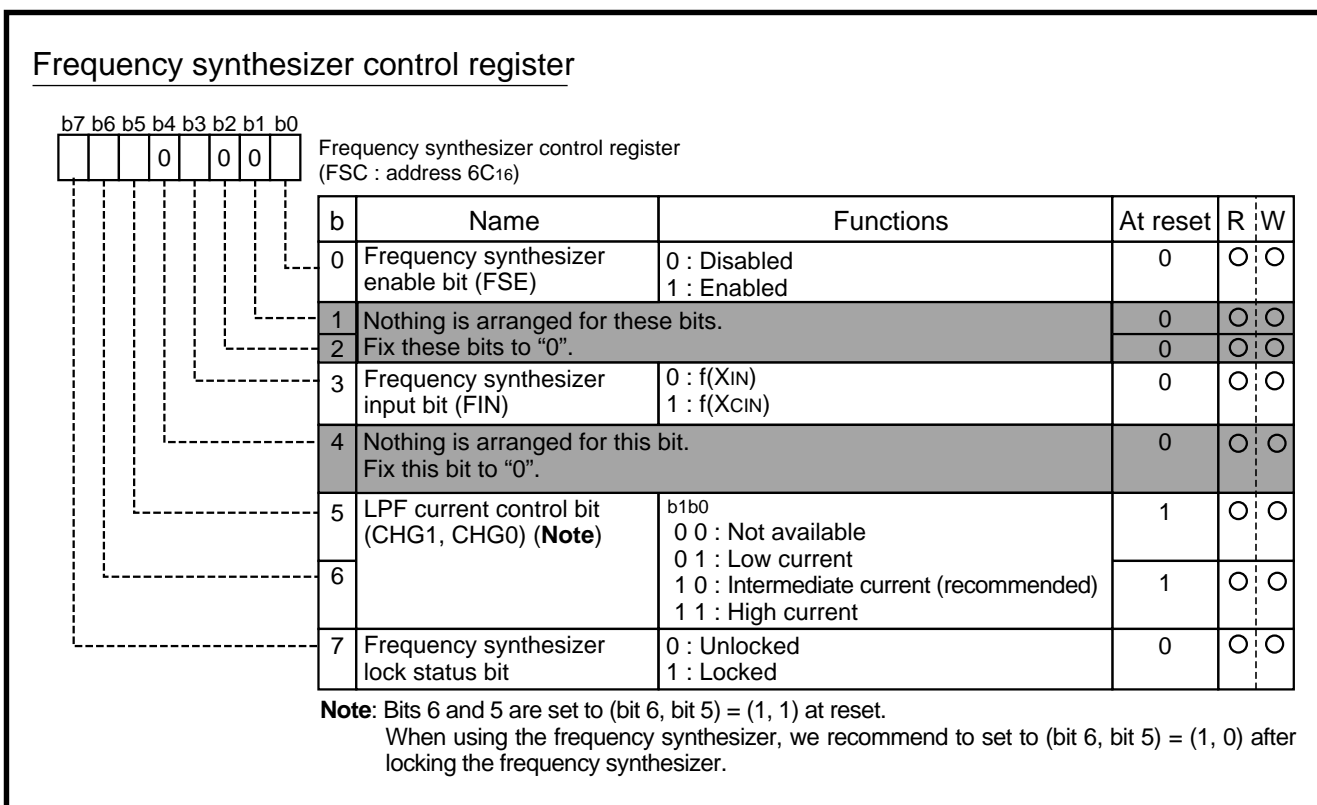 Frequency synthesizer control register
b7 b6 b5 b4 b3 b2 b1 b0
0 0 0
Frequency synthesizer control register
(FSC : address 6C16)
b Name Functions At reset R W
0 Frequency synthesizer enable bit (FSE) 0 : Disabled 0 O O
1 : Enabled
1 Nothing is arranged for these bits. 0 O O
2 Fix these bits to “0”. 0 O O
3 Frequency synthesizer input bit (FIN) 0 : f(XIN) 0 O O
1 : f(XCIN)
4 Nothing is arranged for this bit. 0 O O
Fix this bit to “0”.
5 LPF current control bit (CHG1, CHG0) (Note) b1b0 1 O O
0 0 : Not available
0 1 : Low current
6 1 0 : Intermediate current (recommended) 1 O O
1 1 : High current
7 Frequency synthesizer lock status bit 0 : Unlocked 0 O O
1 : Locked
Note: Bits 6 and 5 are set to (bit 6, bit 5) = (1, 1) at reset.
When using the frequency synthesizer, we recommend to set to (bit 6, bit 5) = (1, 0) after
locking the frequency synthesizer.